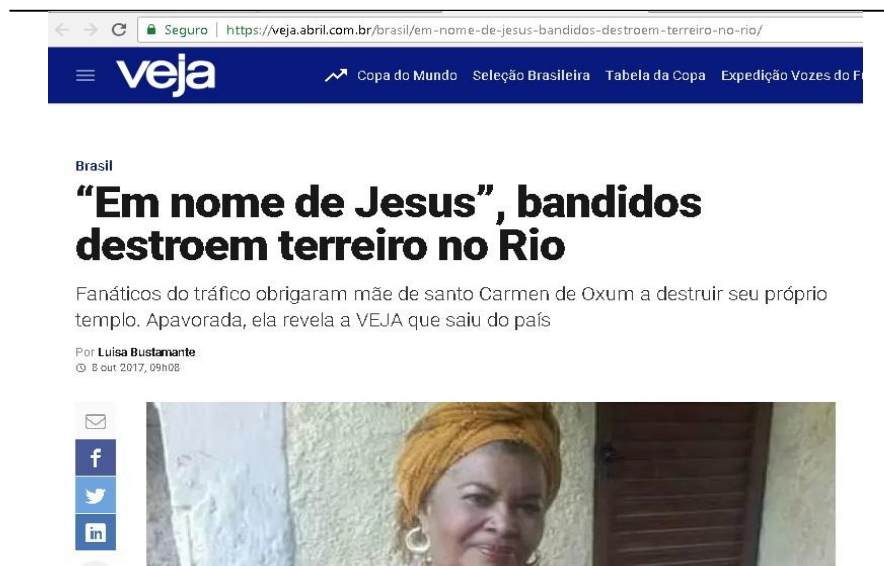 Seguro | https://veja.abril.com.br/brasil/em-nome-de-jesus-bandidos-destroem-terreiro-no-rio/
veja Copa do Mundo Seleção Brasileira Tabela da Copa Expedição Vozes do
Brasil
“Em nome de Jesus”, bandidos
destroem terreiro no Rio
Fanáticos do tráfico obrigaram mãe de santo Carmen de Oxum a destruir seu próprio
templo. Apavorada, ela revela a VEJA que saiu do país
Por Luisa Bustamante
8 out 2017, 09h08
f
in